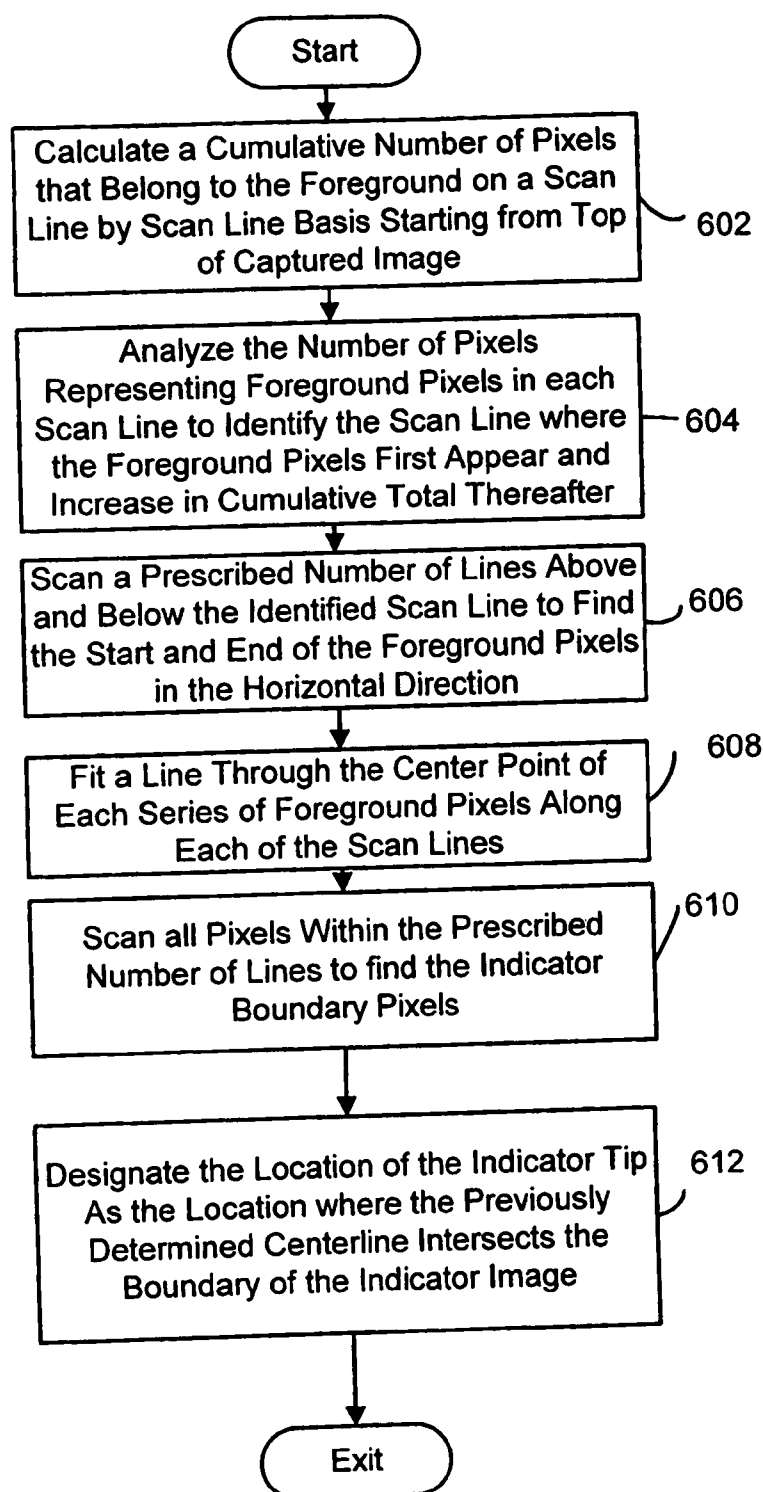 Start
Calculate a Cumulative Number of Pixels
that Belong to the Foreground on a Scan
Line by Scan Line Basis Starting from Top
of Captured Image
602
Analyze the Number of Pixels
Representing Foreground Pixels in each
Scan Line to Identify the Scan Line where
the Foreground Pixels First Appear and
Increase in Cumulative Total Thereafter
604
Scan a Prescribed Number of Lines Above
and Below the Identified Scan Line to Find
the Start and End of the Foreground Pixels
in the Horizontal Direction
606
Fit a Line Through the Center Point of
Each Series of Foreground Pixels Along
Each of the Scan Lines
608
Scan all Pixels Within the Prescribed
Number of Lines to find the Indicator
Boundary Pixels
610
Designate the Location of the Indicator Tip
As the Location where the Previously
Determined Centerline Intersects the
Boundary of the Indicator Image
612
Exit